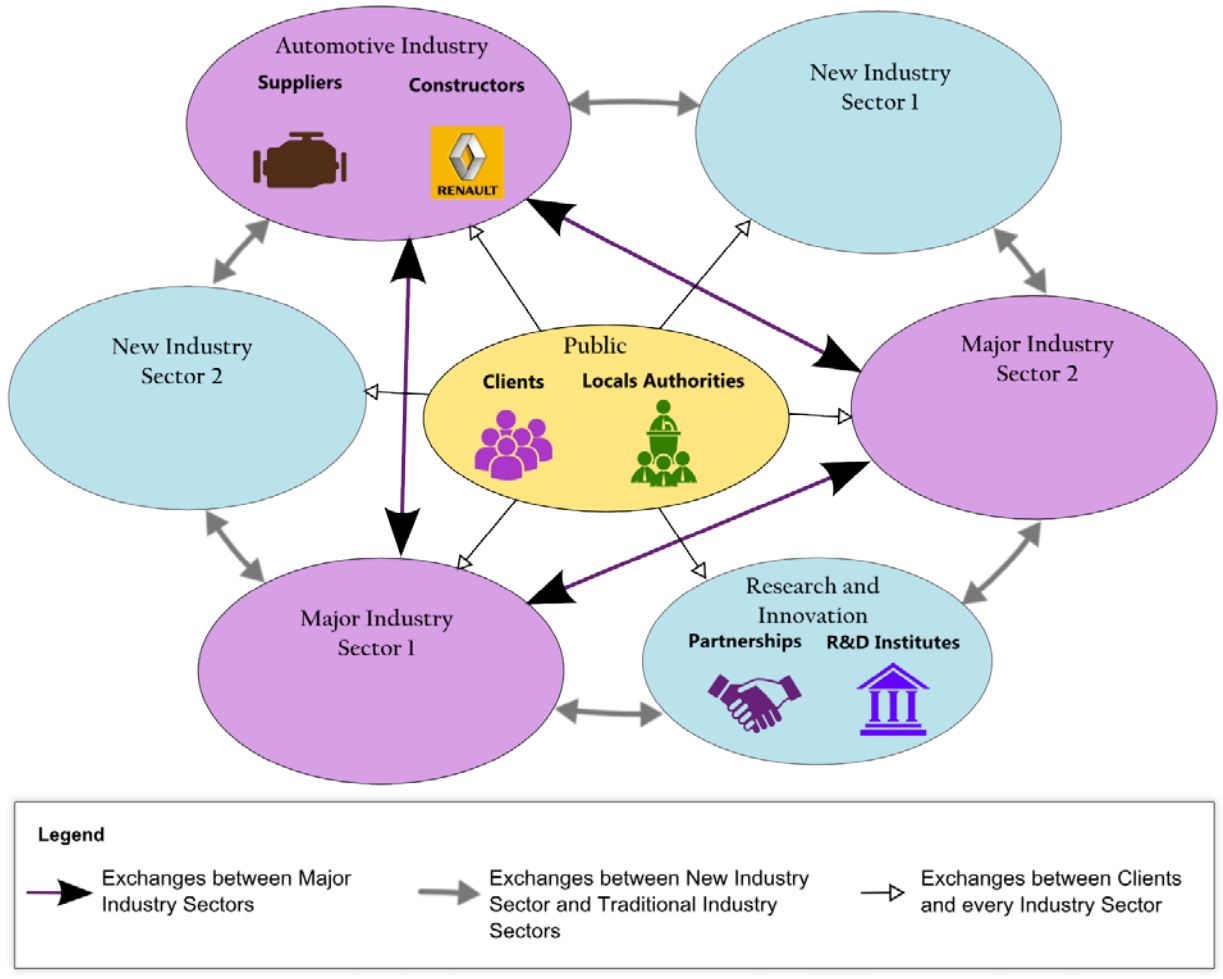 Automotive Industry
Suppliers
Constructors
RENAULT
New Industry
Sector 1
New Industry
Sector 2
Public
Clients
Locals Authorities
Major Industry
Sector 2
Major Industry
Sector 1
Research and
Innovation
Partnerships
R&D Institutes
Legend
Exchanges between Major
Industry Sectors
Exchanges between New Industry
Sector and Traditional Industry
Sectors
Exchanges between Clients
and every Industry Sector